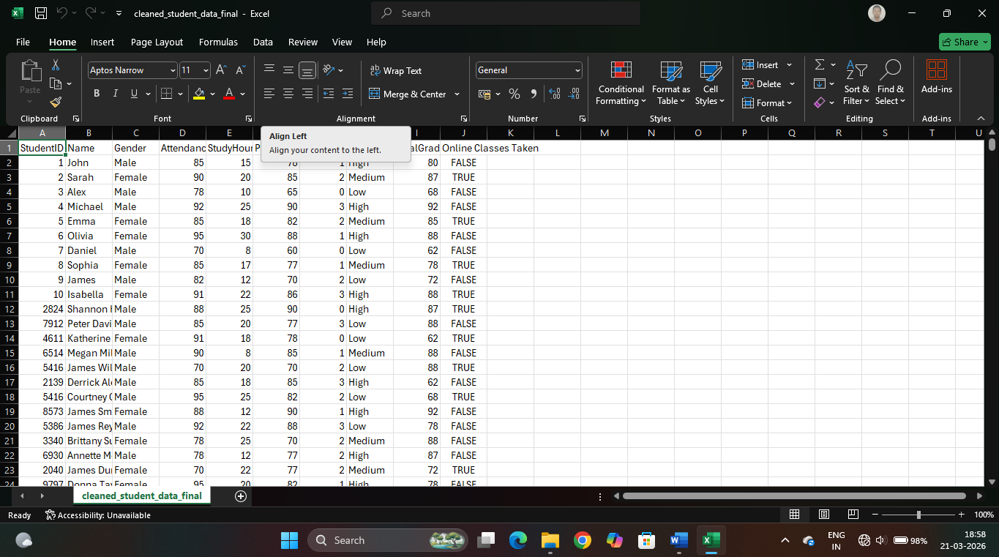 cleaned_student_data_final - Excel
Search
File Home Insert Page Layout Formulas Data Review View Help
Share
Paste
Aptos Narrow 11
B I U
Wrap Text
Merge & Center
General
Conditional Formatting
Format as Table
Cell Styles
Insert
Delete
Format
Sort & Filter
Find & Select
Add-ins
Clipboard Font Alignment Number Styles Cells Editing Add-ins
A B C D E I J K L M N O P Q R S T U
Align Left
Align your content to the left.
1 StudentID Name Gender Attendanc StudyHour P alGrad Online Classes Taken
2 1 John Male 85 15 78 1 High 80 FALSE
3 2 Sarah Female 90 20 85 2 Medium 87 TRUE
4 3 Alex Male 78 10 65 0 Low 68 FALSE
5 4 Michael Male 92 25 90 3 High 92 FALSE
6 5 Emma Female 85 18 82 2 Medium 85 TRUE
7 6 Olivia Female 95 30 88 1 High 88 FALSE
8 7 Daniel Male 70 8 60 0 Low 62 FALSE
9 8 Sophia Female 85 17 77 1 Medium 78 TRUE
10 9 James Male 82 12 70 2 Low 72 FALSE
11 10 Isabella Female 91 22 86 3 High 88 TRUE
12 2824 Shannon Male 88 25 90 0 High 87 TRUE
13 7912 Peter Davi Male 85 20 77 3 Low 88 FALSE
14 4611 Katherine Female 91 18 78 0 Low 62 TRUE
15 6514 Megan Mil Male 90 8 85 1 Medium 88 FALSE
16 5416 James Wil Male 70 20 70 2 Low 88 TRUE
17 2139 Derrick Al Male 85 18 85 3 High 62 FALSE
18 5416 Courtney Male 95 25 82 2 Low 68 TRUE
19 8573 James Sm Female 88 12 90 1 High 92 FALSE
20 5386 James Rey Male 92 22 88 3 Low 78 FALSE
21 3340 Brittany Su Female 78 25 70 2 Medium 88 FALSE
22 6930 Annette M Male 78 12 77 2 High 87 FALSE
23 2040 James Du Female 70 22 77 2 Medium 72 TRUE
24 9797 Donna Ta Female 95 20 82 1 High 78 FALSE
cleaned_student_data_final
Ready Accessibility: Unavailable 100%
Search
ENG
IN
98%
18:58
21-03-2026